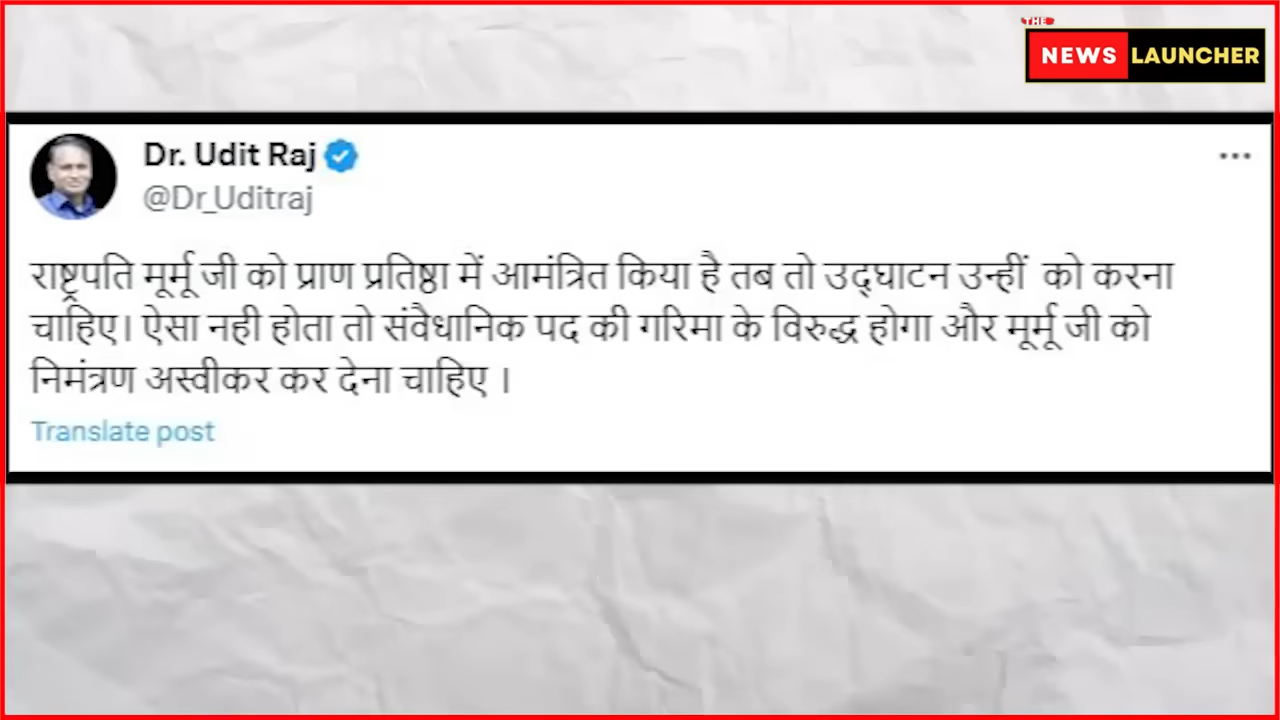 THE
NEWS LAUNCHER
Dr. Udit Raj
@Dr_Uditraj
राष्ट्रपति मूर्मू जी को प्राण प्रतिष्ठा में आमंत्रित किया है तब तो उद्घाटन उन्हीं को करना
चाहिए। ऐसा नही होता तो संवैधानिक पद की गरिमा के विरुद्ध होगा और मूर्मू जी को
निमंत्रण अस्वीकर कर देना चाहिए ।
Translate post